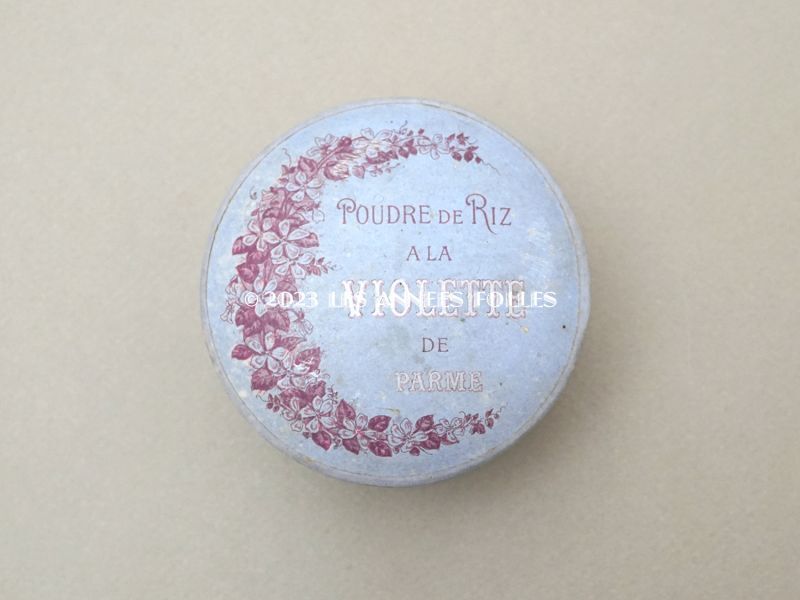 POUDRE DE RIZ
A LA
VIOLETTE
© 2023 LES ANNEES FOLLES
DE
PARME